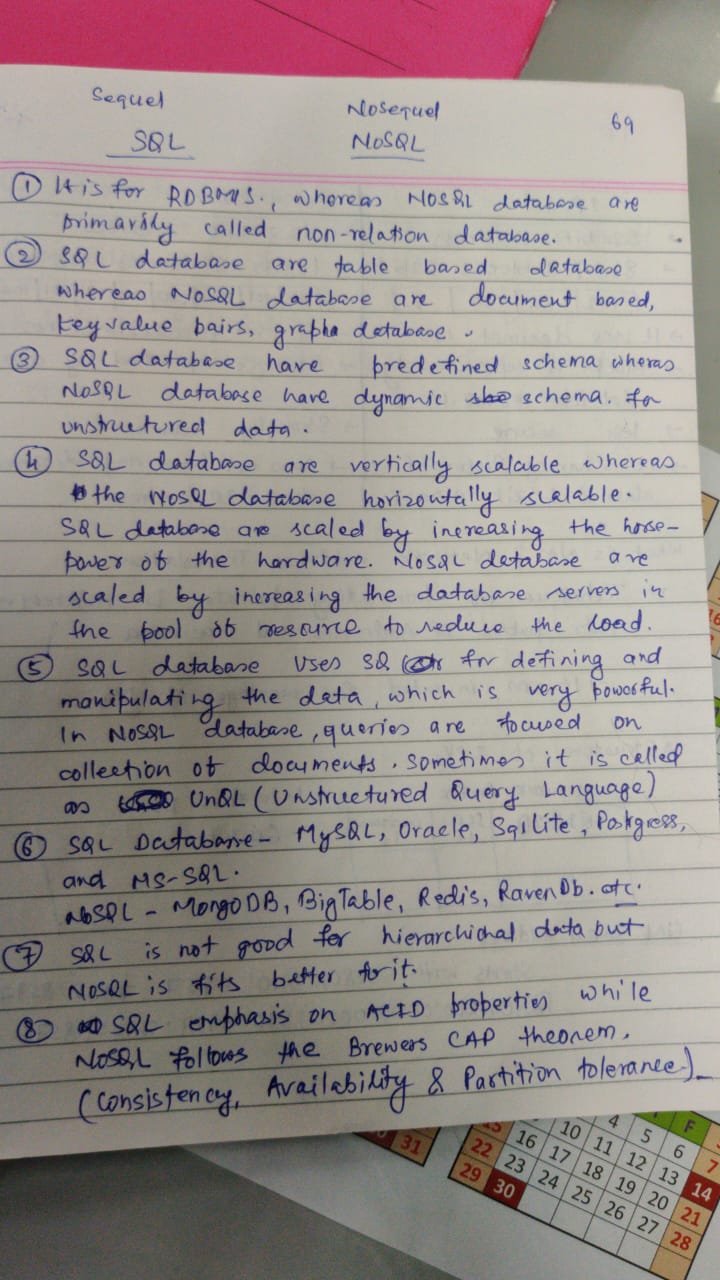 Sequel Nosequel 69
SQL NoSQL
① It is for RDBMS., whereas NOSQL database are
primarily called non-relation database.
② SQL database are table based database
whereas NoSQL database are document based,
key value pairs, graphs database.
③ SQL database have predefined schema wheras
NoSQL database have dynamic schema. for
unstructured data.
④ SQL database are vertically scalable whereas
the NOSQL database horizontally scalable.
SQL database are scaled by increasing the horse-
power of the hardware. NoSQL database are
scaled by increasing the database servers in
the pool of resource to reduce the load.
⑤ SQL database uses SQ for defining and
manipulating the data, which is very powerful.
In NoSQL database, queries are focused on
collection of documents. Sometimes it is called
as UnQL (Unstructured Query Language)
⑥ SQL Database - MySQL, Oracle, SqlLite, Postgress,
and MS-SQL.
NoSQL - MongoDB, BigTable, Redis, RavenDb. etc.
⑦ SQL is not good for hierarchichal data but
NOSQL is fits better for it.
⑧ SQL emphasis on ACID properties while
NoSQL follows the Brewers CAP theorem.
(Consistency, Availability & Partition tolerance)
31
F
4 5 6 7
15 10 11 12 13 14
22 16 17 18 19 20 21
29 23 24 25 26 27 28
30